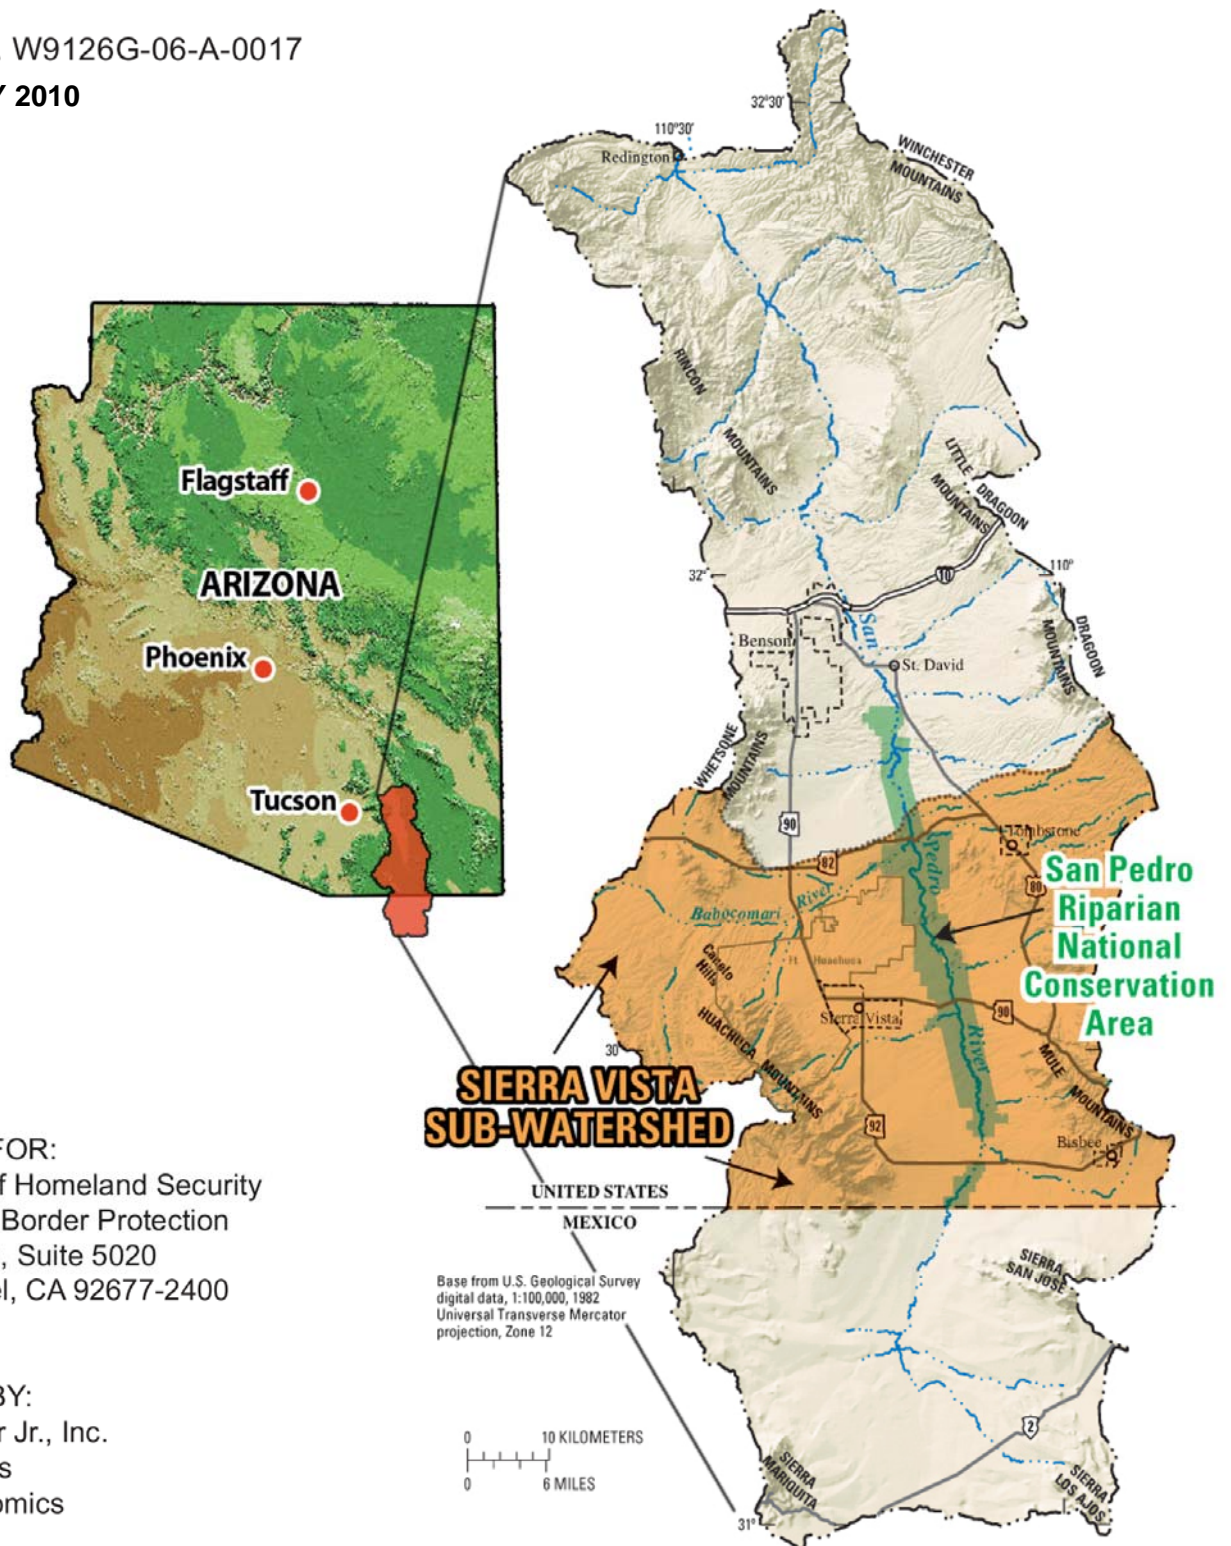 W9126G-06-A-0017
Y 2010
32°30'
110°30'
Redington
WINCHESTER
MOUNTAINS
RINCON
MOUNTAINS
LITTLE DRAGOON
MOUNTAINS
Flagstaff
ARIZONA
Phoenix
Tucson
32°
10
110°
Benson
San
St. David
DRAGOON
MOUNTAINS
WHETSONE
MOUNTAINS
90
82
Tombstone
80
Pedro
San Pedro
Riparian
National
Conservation
Area
Babocomari River
Canelo
Hills
Ft Huachuca
Sierra Vista
90
River
HUACHUCA MOUNTAINS
MULE MOUNTAINS
30'
SIERRA VISTA
SUB-WATERSHED
92
Bisbee
UNITED STATES
MEXICO
FOR:
f Homeland Security
Border Protection
, Suite 5020
el, CA 92677-2400
Base from U.S. Geological Survey
digital data, 1:100,000, 1982
Universal Transverse Mercator
projection, Zone 12
SIERRA
SAN JOSE
BY:
r Jr., Inc.
s
omics
0 10 KILOMETERS
0 6 MILES
2
SIERRA
MARIQUITA
SIERRA
LOS AJOS
31°